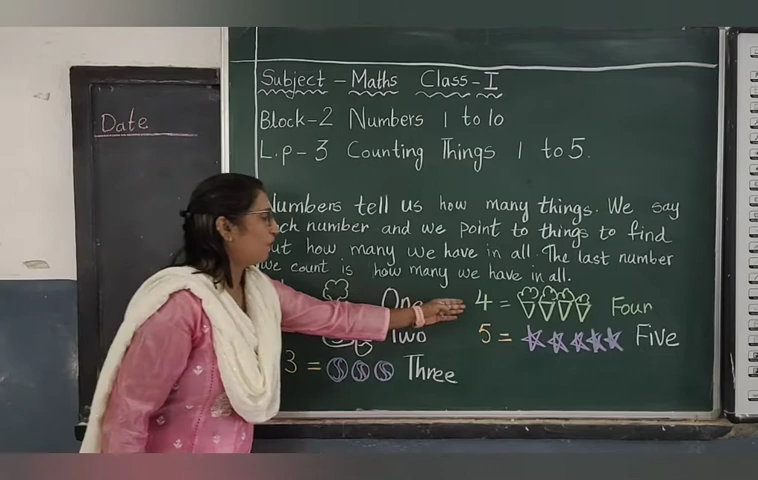 Date
Subject - Maths Class - I
Block-2 Numbers 1 to 10
L.p-3 Counting Things 1 to 5.
Numbers tell us how many things. We say
number and we point to things to find
how many we have in all. The last number
we count is how many we have in all.
One
4 = Four
Two
5 = Five
3 = Three